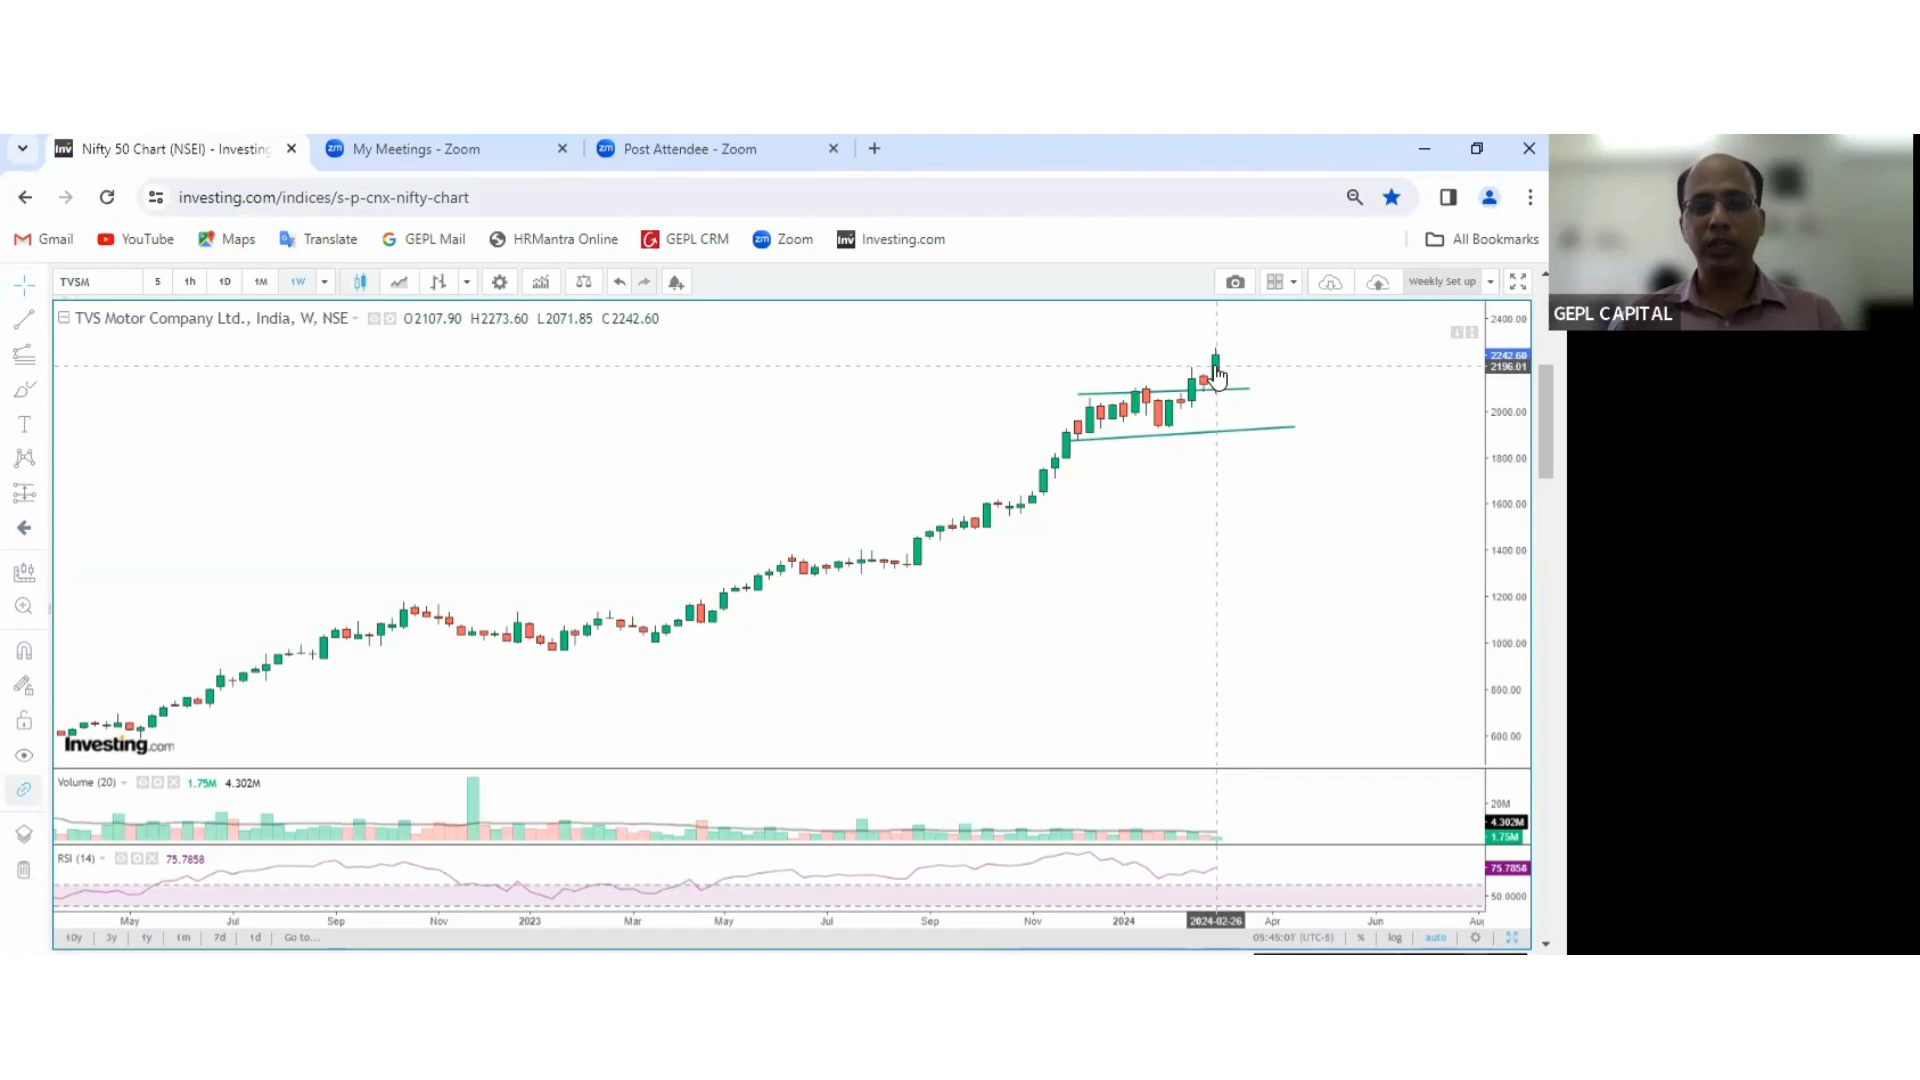 Nifty 50 Chart (NSEI) - Investing
My Meetings - Zoom
Post Attendee - Zoom
investing.com/indices/s-p-cnx-nifty-chart
Gmail YouTube Maps Translate GEPL Mail HRMantra Online GEPL CRM Zoom Investing.com All Bookmarks
TVSM 5 1h 1D 1M 1W Weekly Set up
TVS Motor Company Ltd., India, W, NSE O2107.90 H2273.60 L2071.85 C2242.60
GEPL CAPITAL
2400.00
2242.60
2196.01
2000.00
1800.00
1600.00
1400.00
1200.00
1000.00
800.00
600.00
Investing.com
Volume (20) 1.75M 4.302M
20M
4.302M
1.75M
RSI (14) 75.7858
75.7858
50.0000
May Jul Sep Nov 2023 Mar May Jul Sep Nov 2024 2024-02-26 Apr Jun Au
10y 3y 1y 1m 7d 1d Go to... 05:45:07 (UTC-5) % log auto